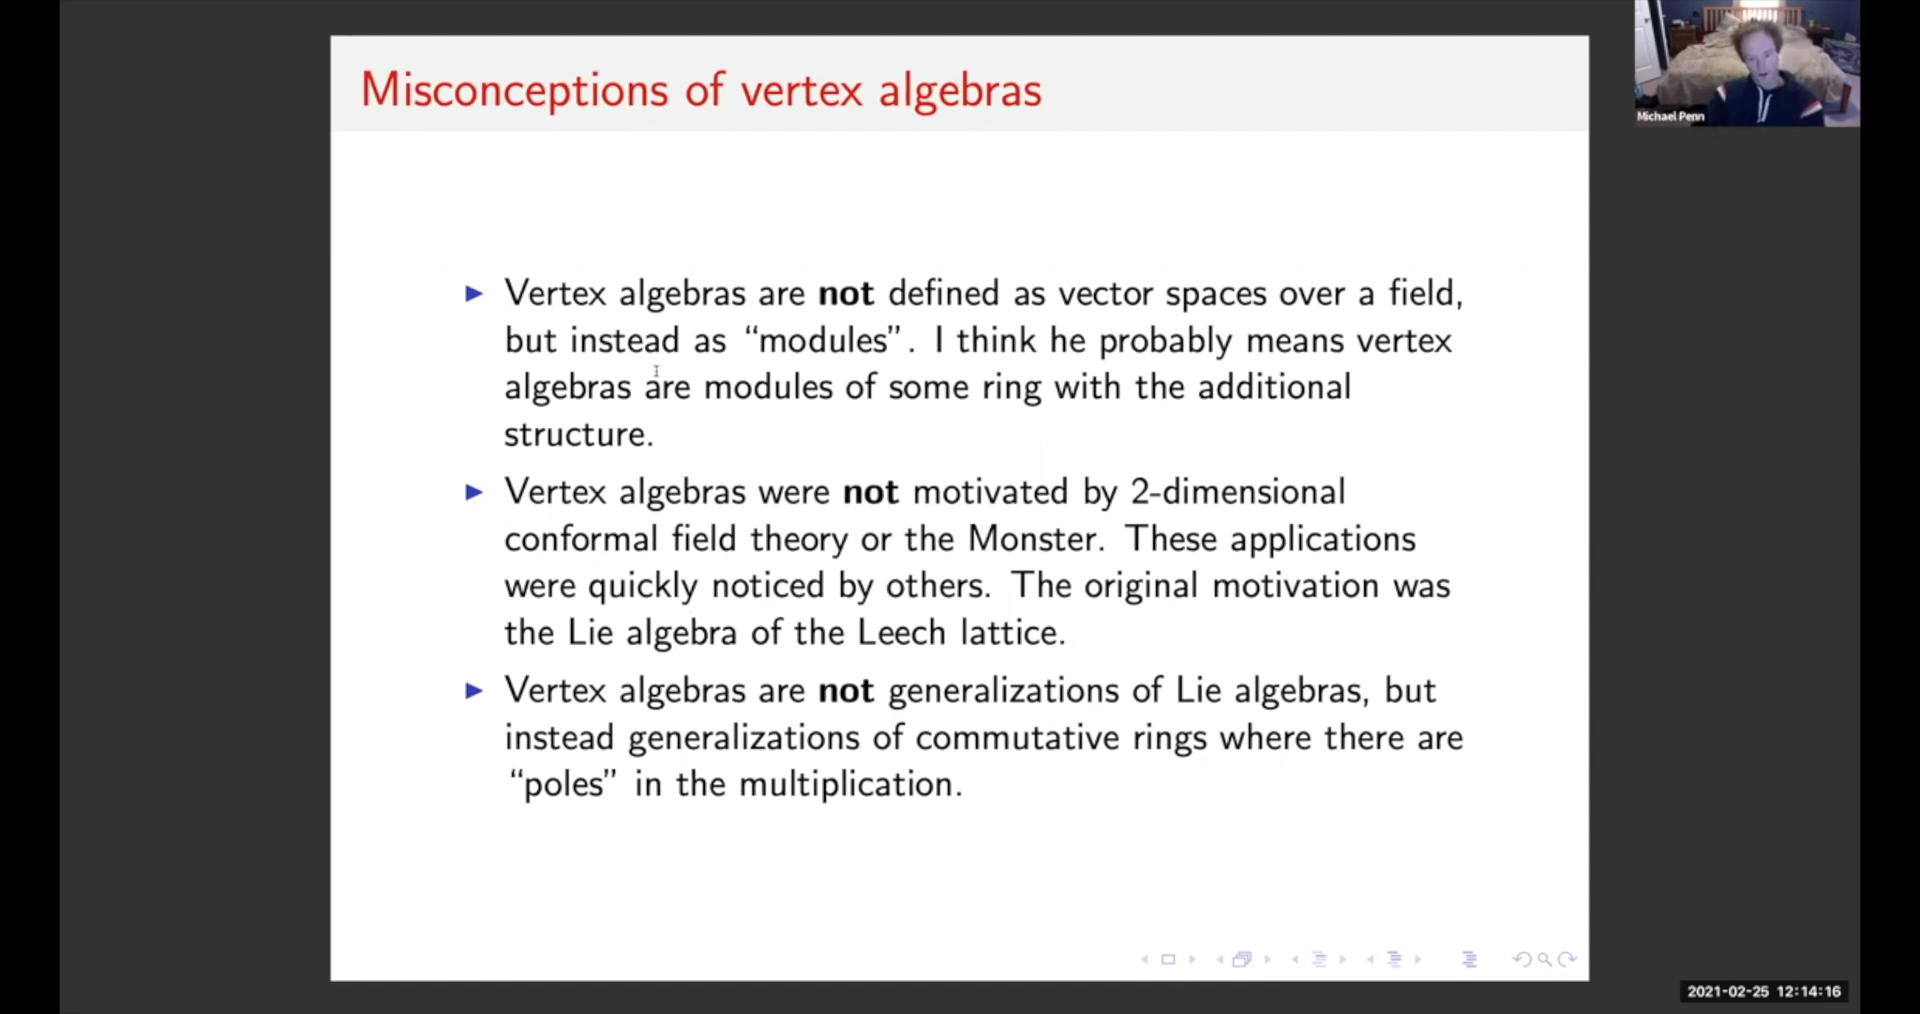 Misconceptions of vertex algebras
Michael Penn
▶ Vertex algebras are not defined as vector spaces over a field,
but instead as “modules”. I think he probably means vertex
algebras are modules of some ring with the additional
structure.
▶ Vertex algebras were not motivated by 2-dimensional
conformal field theory or the Monster. These applications
were quickly noticed by others. The original motivation was
the Lie algebra of the Leech lattice.
▶ Vertex algebras are not generalizations of Lie algebras, but
instead generalizations of commutative rings where there are
“poles” in the multiplication.
2021-02-25 12:14:16